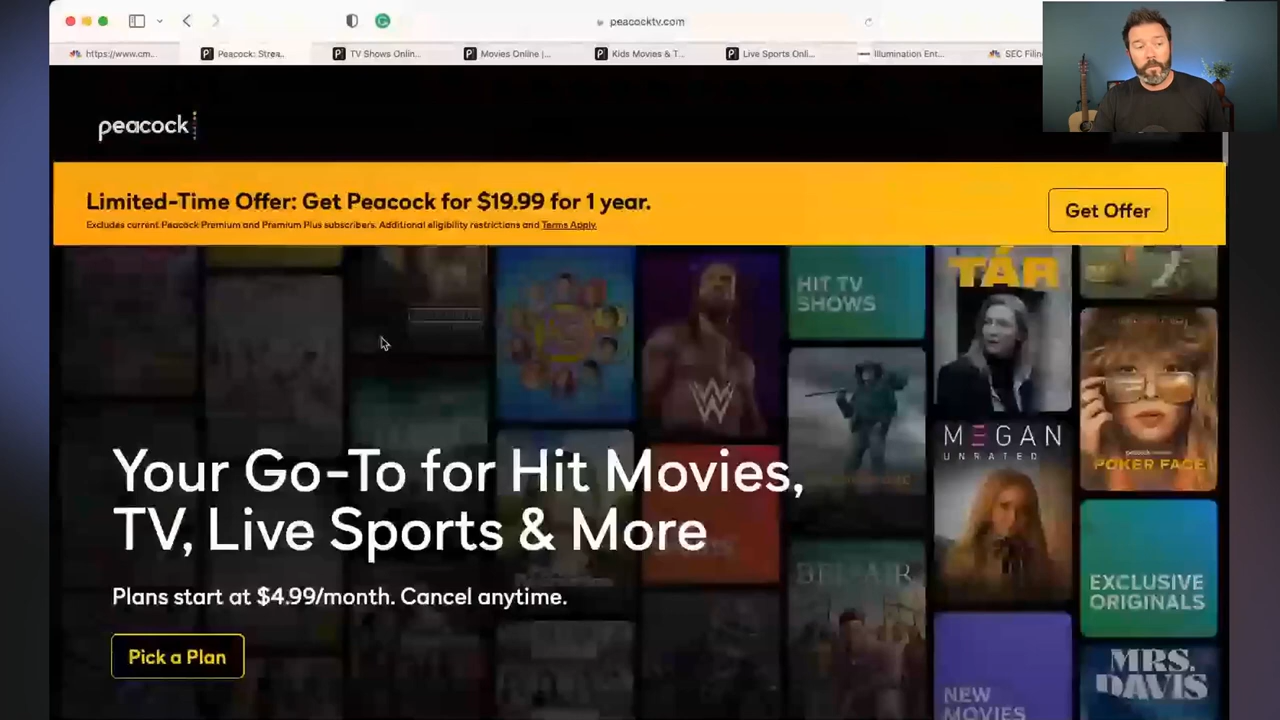 peacocktv.com
https://www.cm...
Peacock: Strea...
TV Shows Onlin...
Movies Online |...
Kids Movies & T...
Live Sports Onli...
Illumination Ent...
SEC Filin
peacock
Limited-Time Offer: Get Peacock for $19.99 for 1 year.
Excludes current Peacock Premium and Premium Plus subscribers. Additional eligibility restrictions and Terms Apply.
Get Offer
HIT TV
SHOWS
TÁR
W
M3GAN
UNRATED
POKER FACE
Your Go-To for Hit Movies,
TV, Live Sports & More
BEL-AIR
EXCLUSIVE
ORIGINALS
Plans start at $4.99/month. Cancel anytime.
Pick a Plan
MRS.
DAVIS
NEW
MOVIES